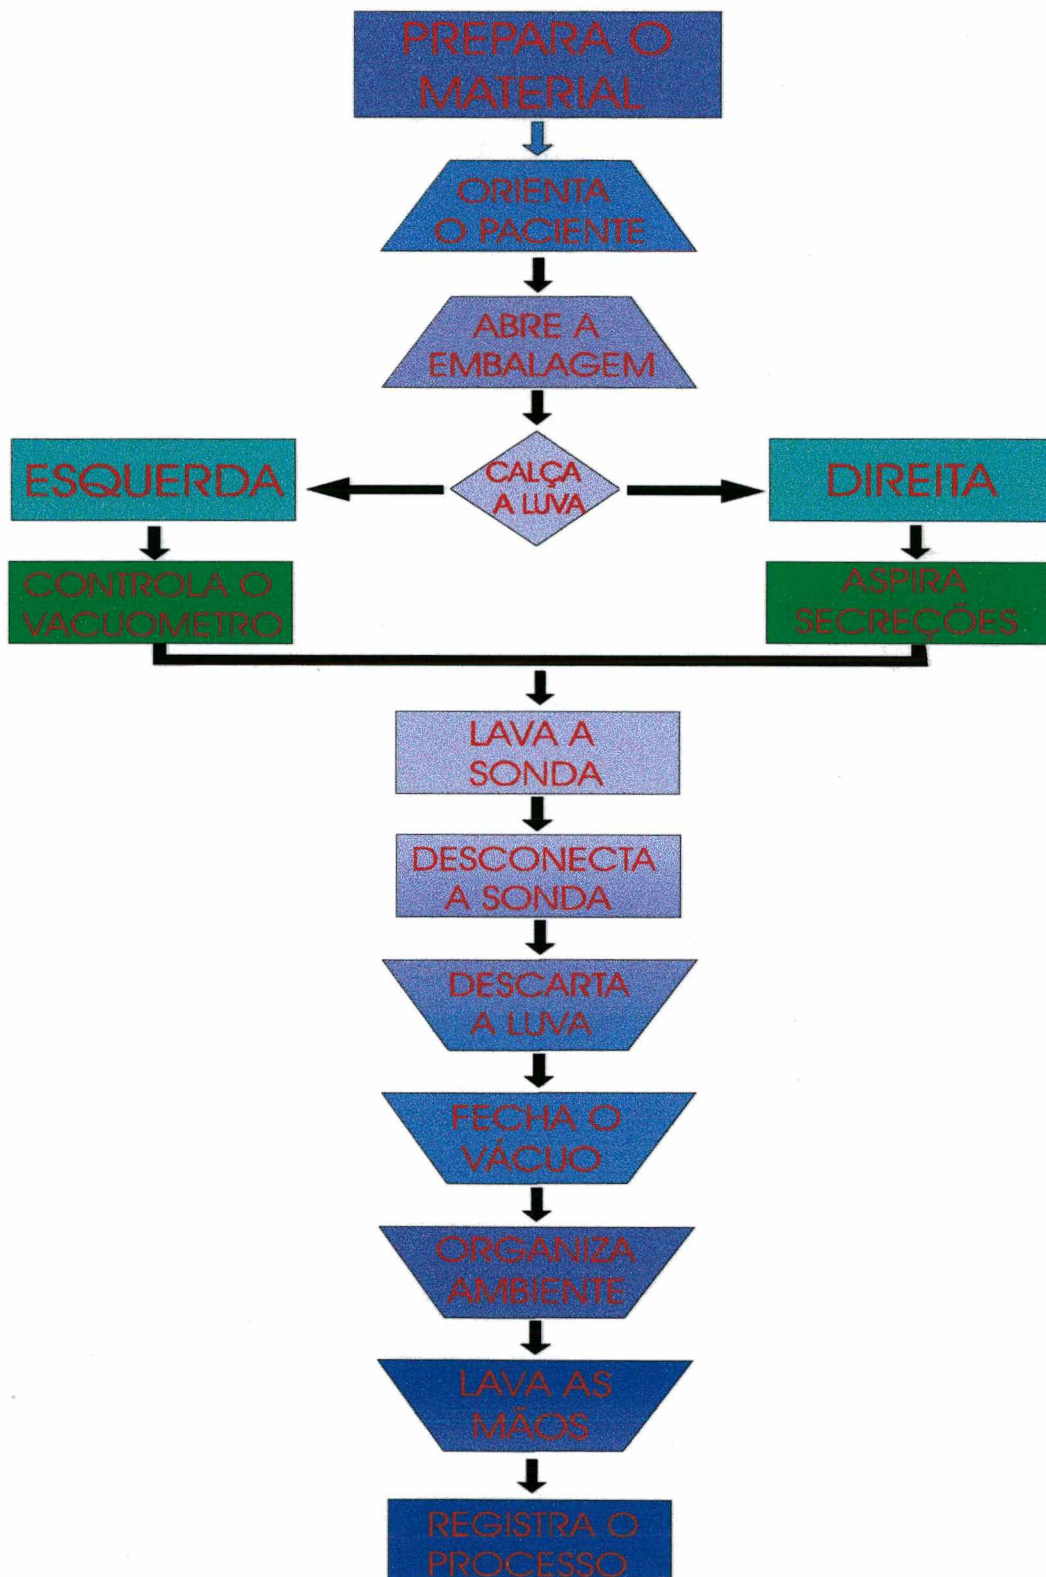 PREPARA O
MATERIAL
ORIENTA
O PACIENTE
ABRE A
EMBALAGEM
CALÇA
A LUVA
ESQUERDA
DIREITA
CONTROLA O
VACUOMETRO
ASPIRA
SECREÇÕES
LAVA A
SONDA
DESCONECTA
A SONDA
DESCARTA
A LUVA
FECHA O
VÁCUO
ORGANIZA
AMBIENTE
LAVA AS
MÃOS
REGISTRA O
PROCESSO